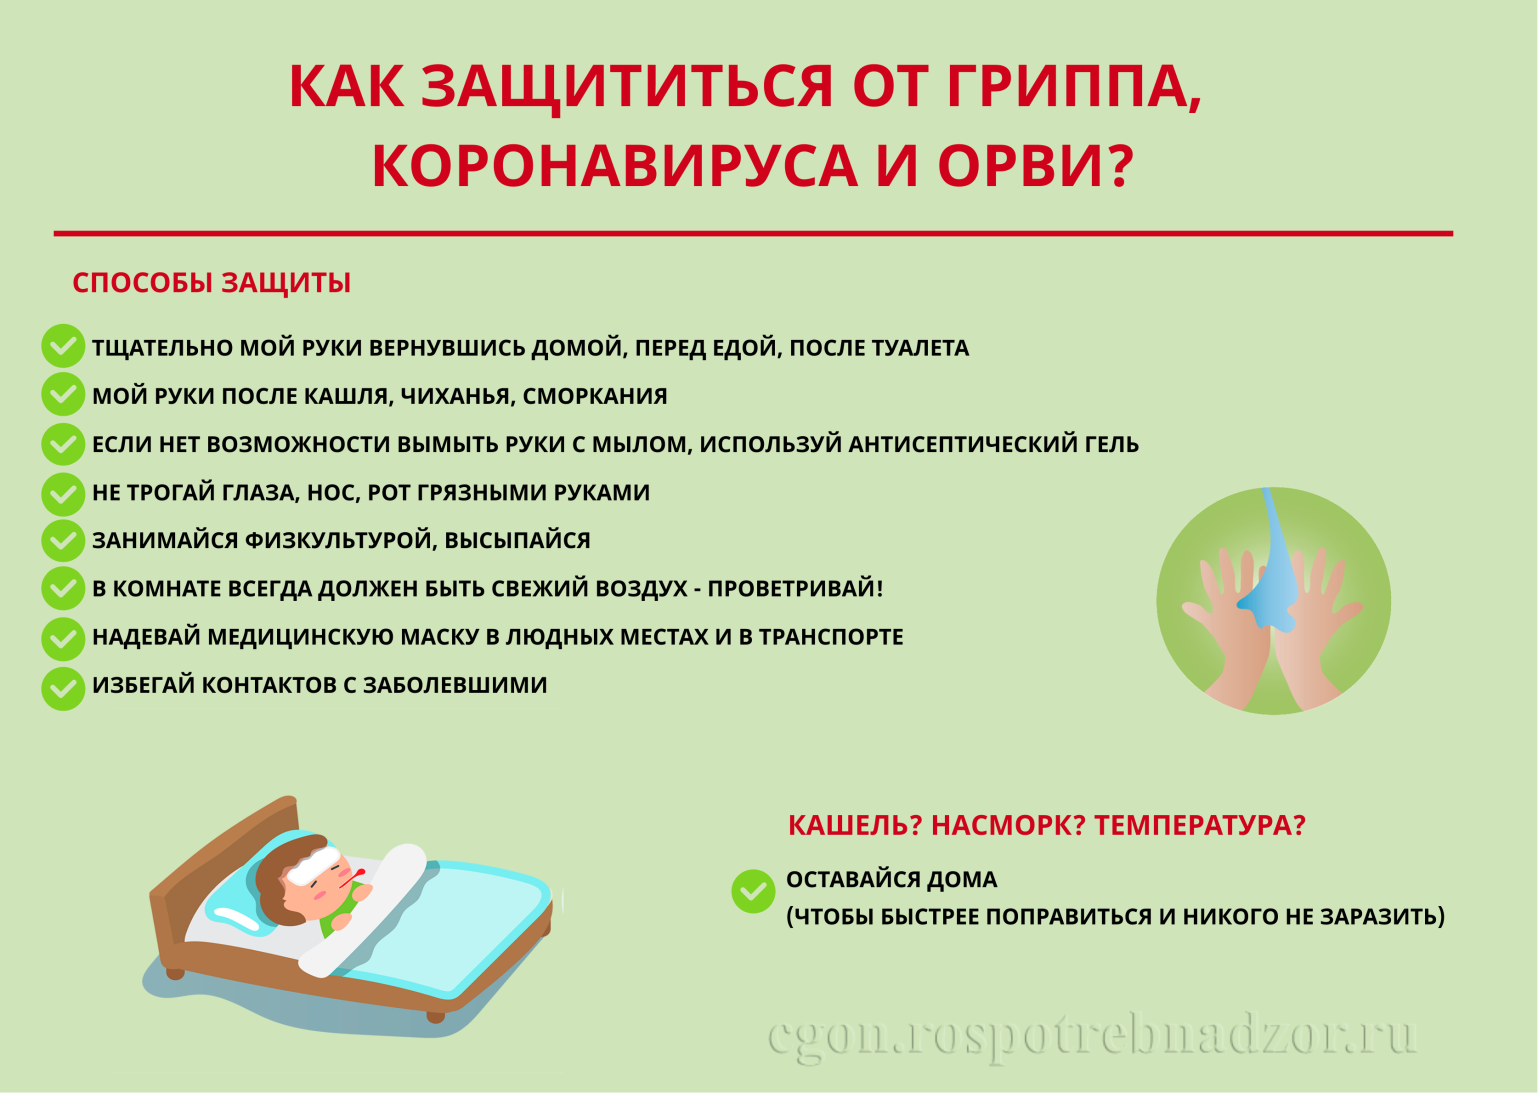 КАК ЗАЩИТИТЬСЯ ОТ ГРИППА,
КОРОНАВИРУСА И ОРВИ?
СПОСОБЫ ЗАЩИТЫ
ТЩАТЕЛЬНО МОЙ РУКИ ВЕРНУВШИСЬ ДОМОЙ, ПЕРЕД ЕДОЙ, ПОСЛЕ ТУАЛЕТА
МОЙ РУКИ ПОСЛЕ КАШЛЯ, ЧИХАНЬЯ, СМОРКАНИЯ
ЕСЛИ НЕТ ВОЗМОЖНОСТИ ВЫМЫТЬ РУКИ С МЫЛОМ, ИСПОЛЬЗУЙ АНТИСЕПТИЧЕСКИЙ ГЕЛЬ
НЕ ТРОГАЙ ГЛАЗА, НОС, РОТ ГРЯЗНЫМИ РУКАМИ
ЗАНИМАЙСЯ ФИЗКУЛЬТУРОЙ, ВЫСЫПАЙСЯ
В КОМНАТЕ ВСЕГДА ДОЛЖЕН БЫТЬ СВЕЖИЙ ВОЗДУХ - ПРОВЕТРИВАЙ!
НАДЕВАЙ МЕДИЦИНСКУЮ МАСКУ В ЛЮДНЫХ МЕСТАХ И В ТРАНСПОРТЕ
ИЗБЕГАЙ КОНТАКТОВ С ЗАБОЛЕВШИМИ
КАШЕЛЬ? НАСМОРК? ТЕМПЕРАТУРА?
ОСТАВАЙСЯ ДОМА
(ЧТОБЫ БЫСТРЕЕ ПОПРАВИТЬСЯ И НИКОГО НЕ ЗАРАЗИТЬ)
cgon.rospotrebnadzor.ru